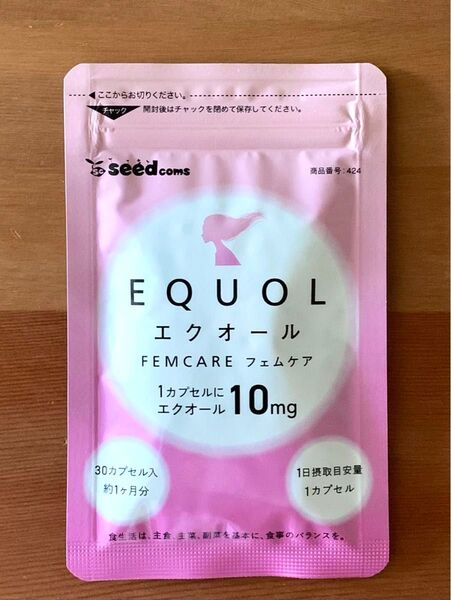 ここからお切りください。
チャック
開封後はチャックを閉めて保存してください。
seedcoms
商品番号:424
EQUOL
エクオール
FEMCARE フェムケア
1カプセルに
エクオール 10mg
30カプセル入
約1ヶ月分
1日摂取目安量
1カプセル
食生活は、主食、主菜、副菜を基本に、食事のバランスを。